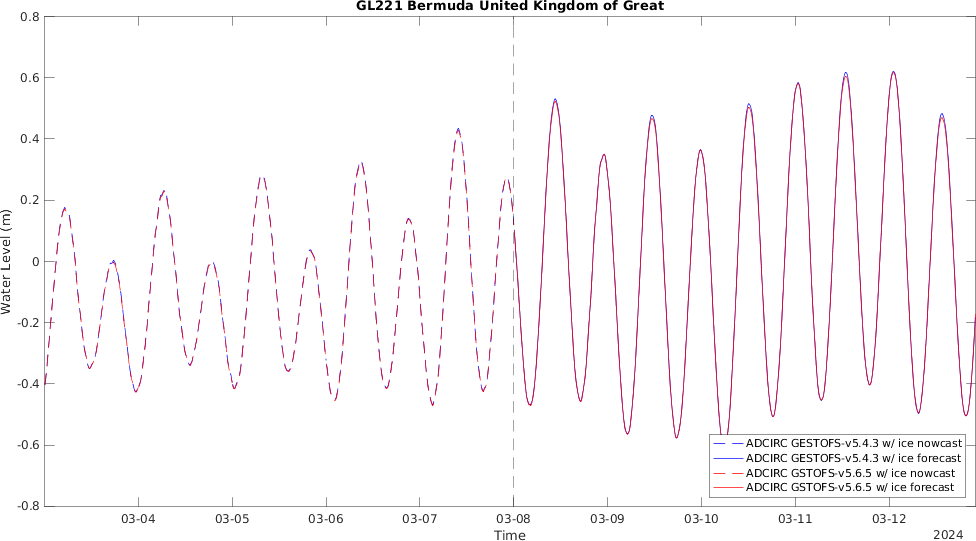 GL221 Bermuda United Kingdom of Great
0.8
0.6
0.4
0.2
0
-0.2
-0.4
-0.6
-0.8
Water Level (m)
ADCIRC GESTOFS-v5.4.3 w/ ice nowcast
ADCIRC GESTOFS-v5.4.3 w/ ice forecast
ADCIRC GSTOFS-v5.6.5 w/ ice nowcast
ADCIRC GSTOFS-v5.6.5 w/ ice forecast
03-04 03-05 03-06 03-07 03-08 03-09 03-10 03-11 03-12
Time
2024